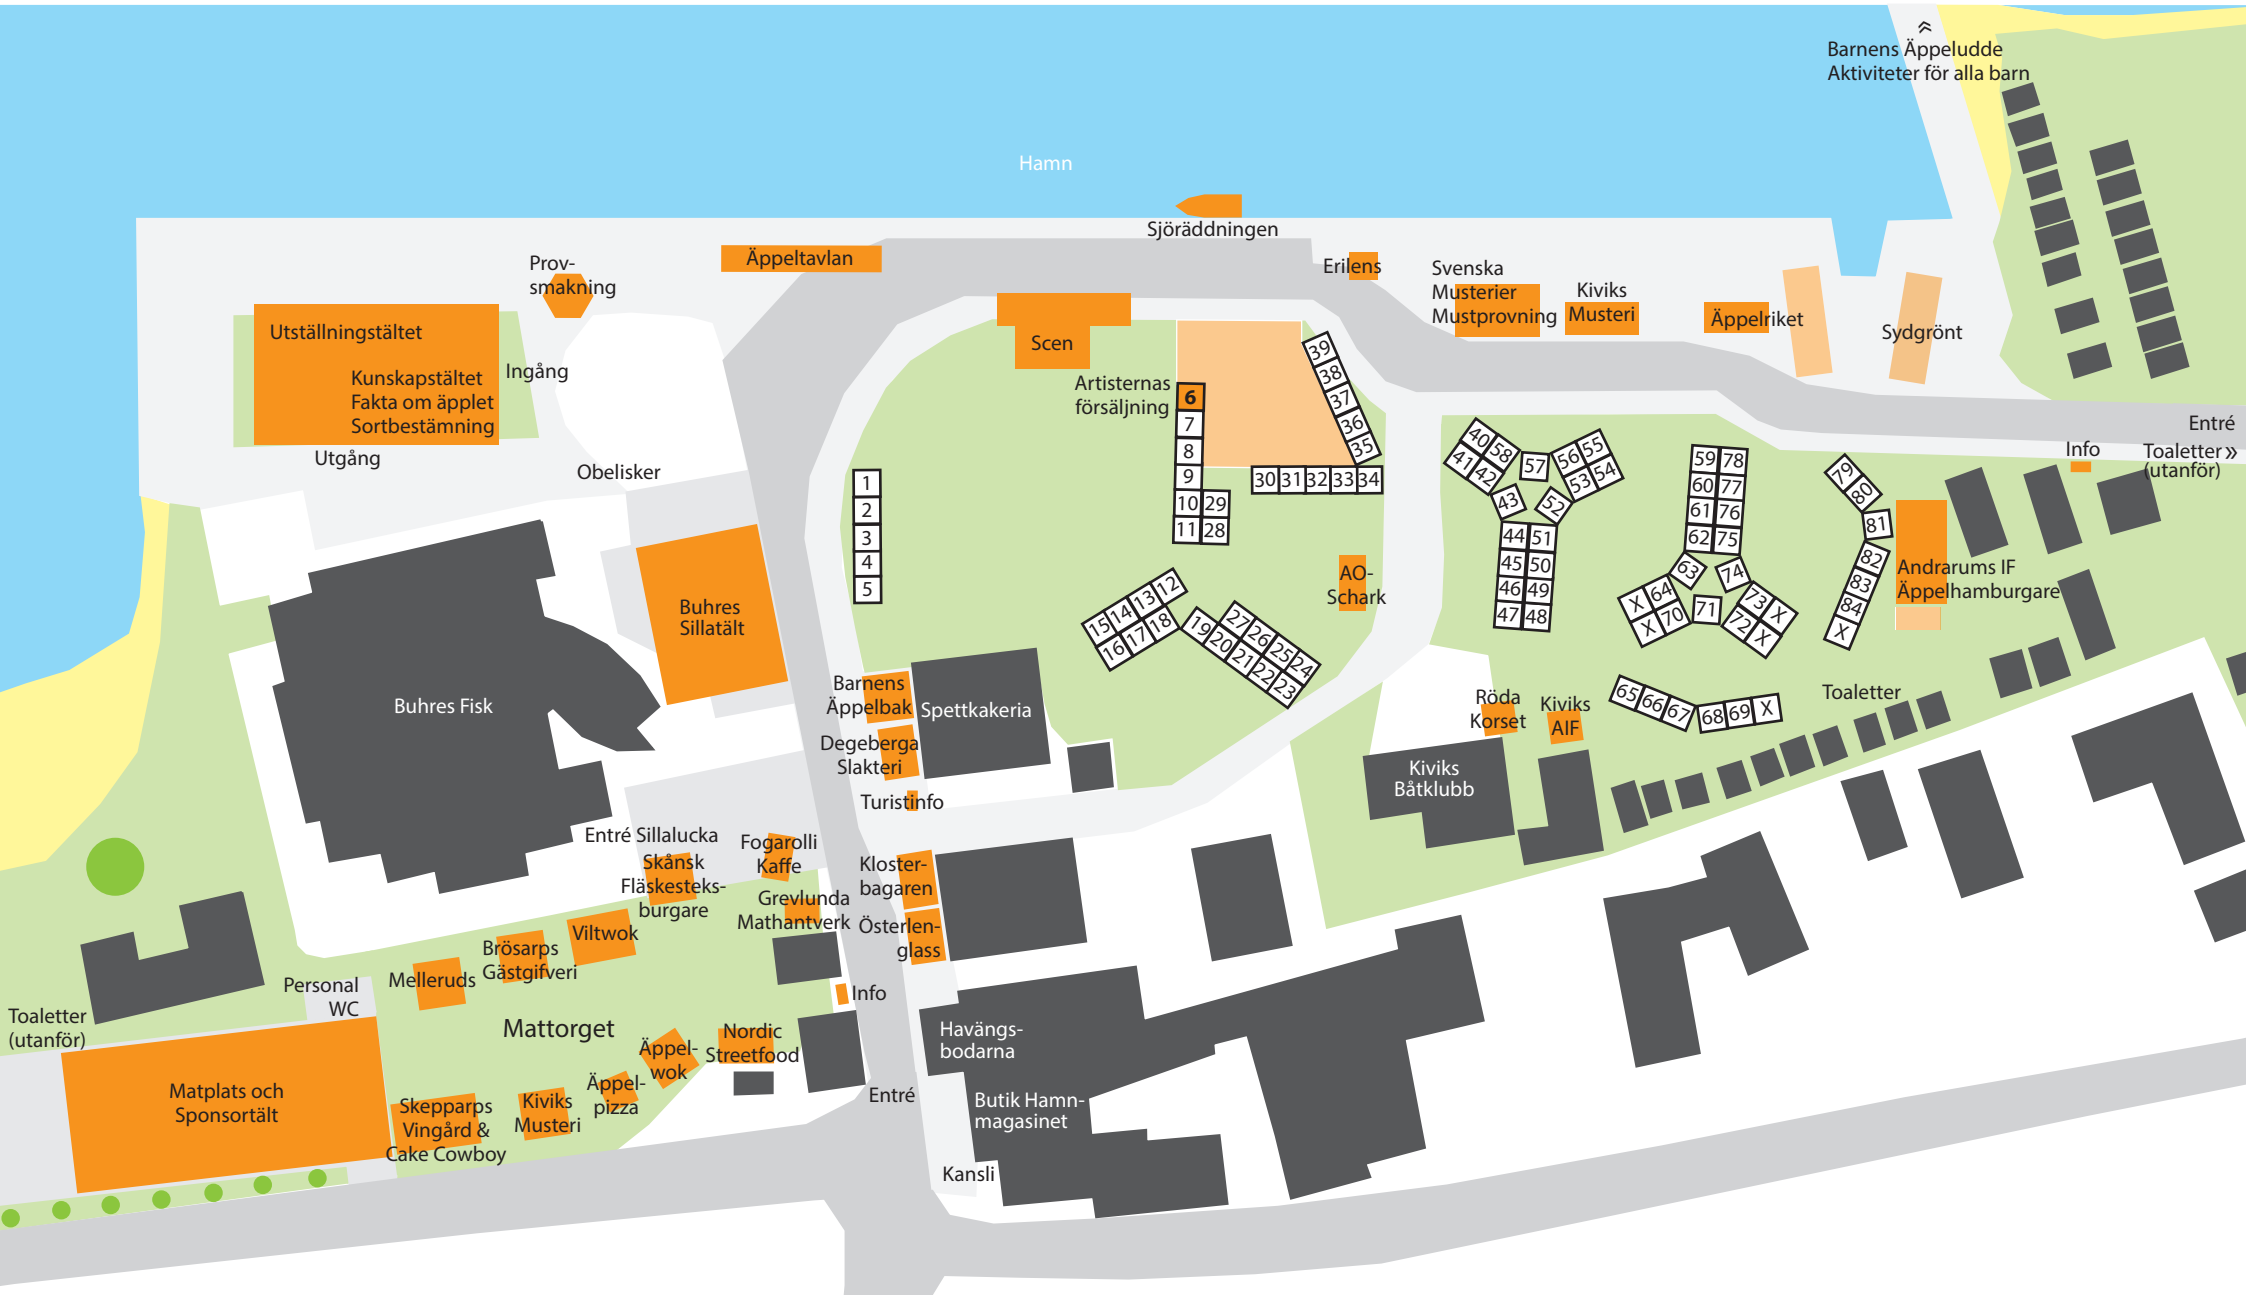 Barnens Äppeludde
Aktiviteter för alla barn
Hamn
Sjöräddningen
Äppeltavlan
Prov-
smakning
Utställningstältet
Kunskapstältet
Fakta om äpplet
Sortbestämning
Ingång
Utgång
Obelisker
Scen
Artisternas
försäljning
Erilens
Svenska
Musterier
Mustprovning
Kiviks
Musteri
Äppelriket
Sydgrönt
Entré
Toaletter »
(utanför)
Info
1
2
3
4
5
6
7
8
9
10 29
11 28
39
38
37
36
35
30 31 32 33 34
12
13
14
15
16
17
18
19
20
21
22
23
24
25
26
27
40 58
41 42
43
57
56 55
53 54
52
44 51
45 50
46 49
47 48
59 78
60 77
61 76
62 75
63
74
X 64
X 70
71
73 X
72 X
65 66 67
68 69 X
79
80
81
82
83
84
X
AO-
Schark
Andrarums IF
Äppelhamburgare
Toaletter
Röda
Korset
Kiviks
AIF
Kiviks
Båtklubb
Buhres
Sillatält
Buhres Fisk
Barnens
Äppelbak
Spettkakeria
Degeberga
Slakteri
Turistinfo
Entré Sillalucka
Skånsk
Fläskesteks-
burgare
Fogarolli
Kaffe
Grevlunda
Mathantverk
Kloster-
bagaren
Österlen-
glass
Viltwok
Brösarps
Gästgifveri
Melleruds
Personal
WC
Toaletter
(utanför)
Info
Mattorget
Nordic
Streetfood
Äppel-
wok
Äppel-
pizza
Kiviks
Musteri
Skepparps
Vingård &
Cake Cowboy
Matplats och
Sponsortält
Entré
Havängs-
bodarna
Butik Hamn-
magasinet
Kansli